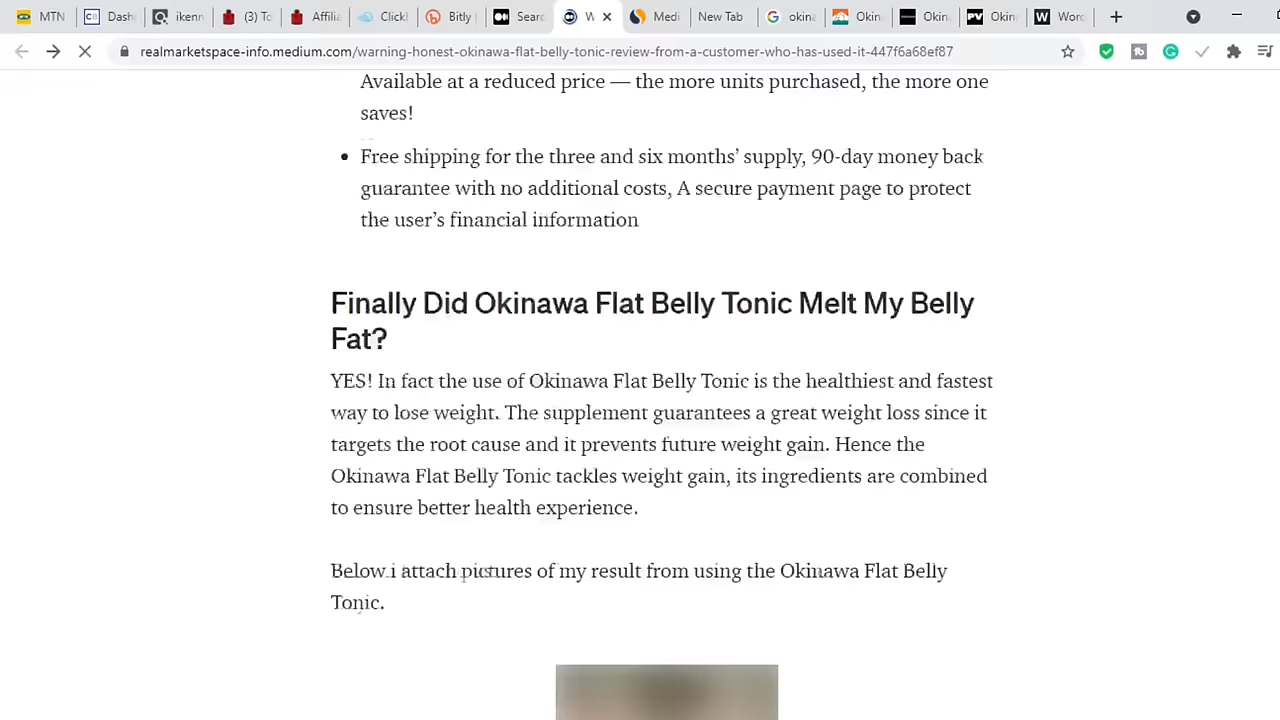 MTN
Dash
ikenn
(3) To
Affilia
Click!
Bitly
Searc
W
Medi
New Tab
okina
Okin
Okin
Okin
Word
realmarketspace-info.medium.com/warning-honest-okinawa-flat-belly-tonic-review-from-a-customer-who-has-used-it-447f6a68ef87
Available at a reduced price — the more units purchased, the more one
saves!
Free shipping for the three and six months’ supply, 90-day money back
guarantee with no additional costs, A secure payment page to protect
the user’s financial information
Finally Did Okinawa Flat Belly Tonic Melt My Belly
Fat?
YES! In fact the use of Okinawa Flat Belly Tonic is the healthiest and fastest
way to lose weight. The supplement guarantees a great weight loss since it
targets the root cause and it prevents future weight gain. Hence the
Okinawa Flat Belly Tonic tackles weight gain, its ingredients are combined
to ensure better health experience.
Below i attach pictures of my result from using the Okinawa Flat Belly
Tonic.